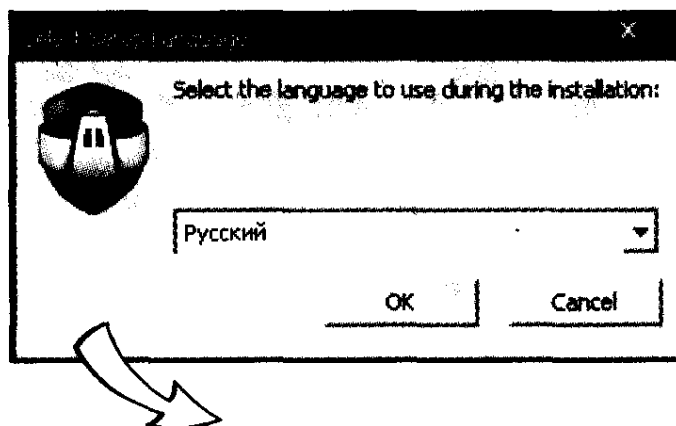 Select the language to use during the installation:
Русский
OK
Cancel